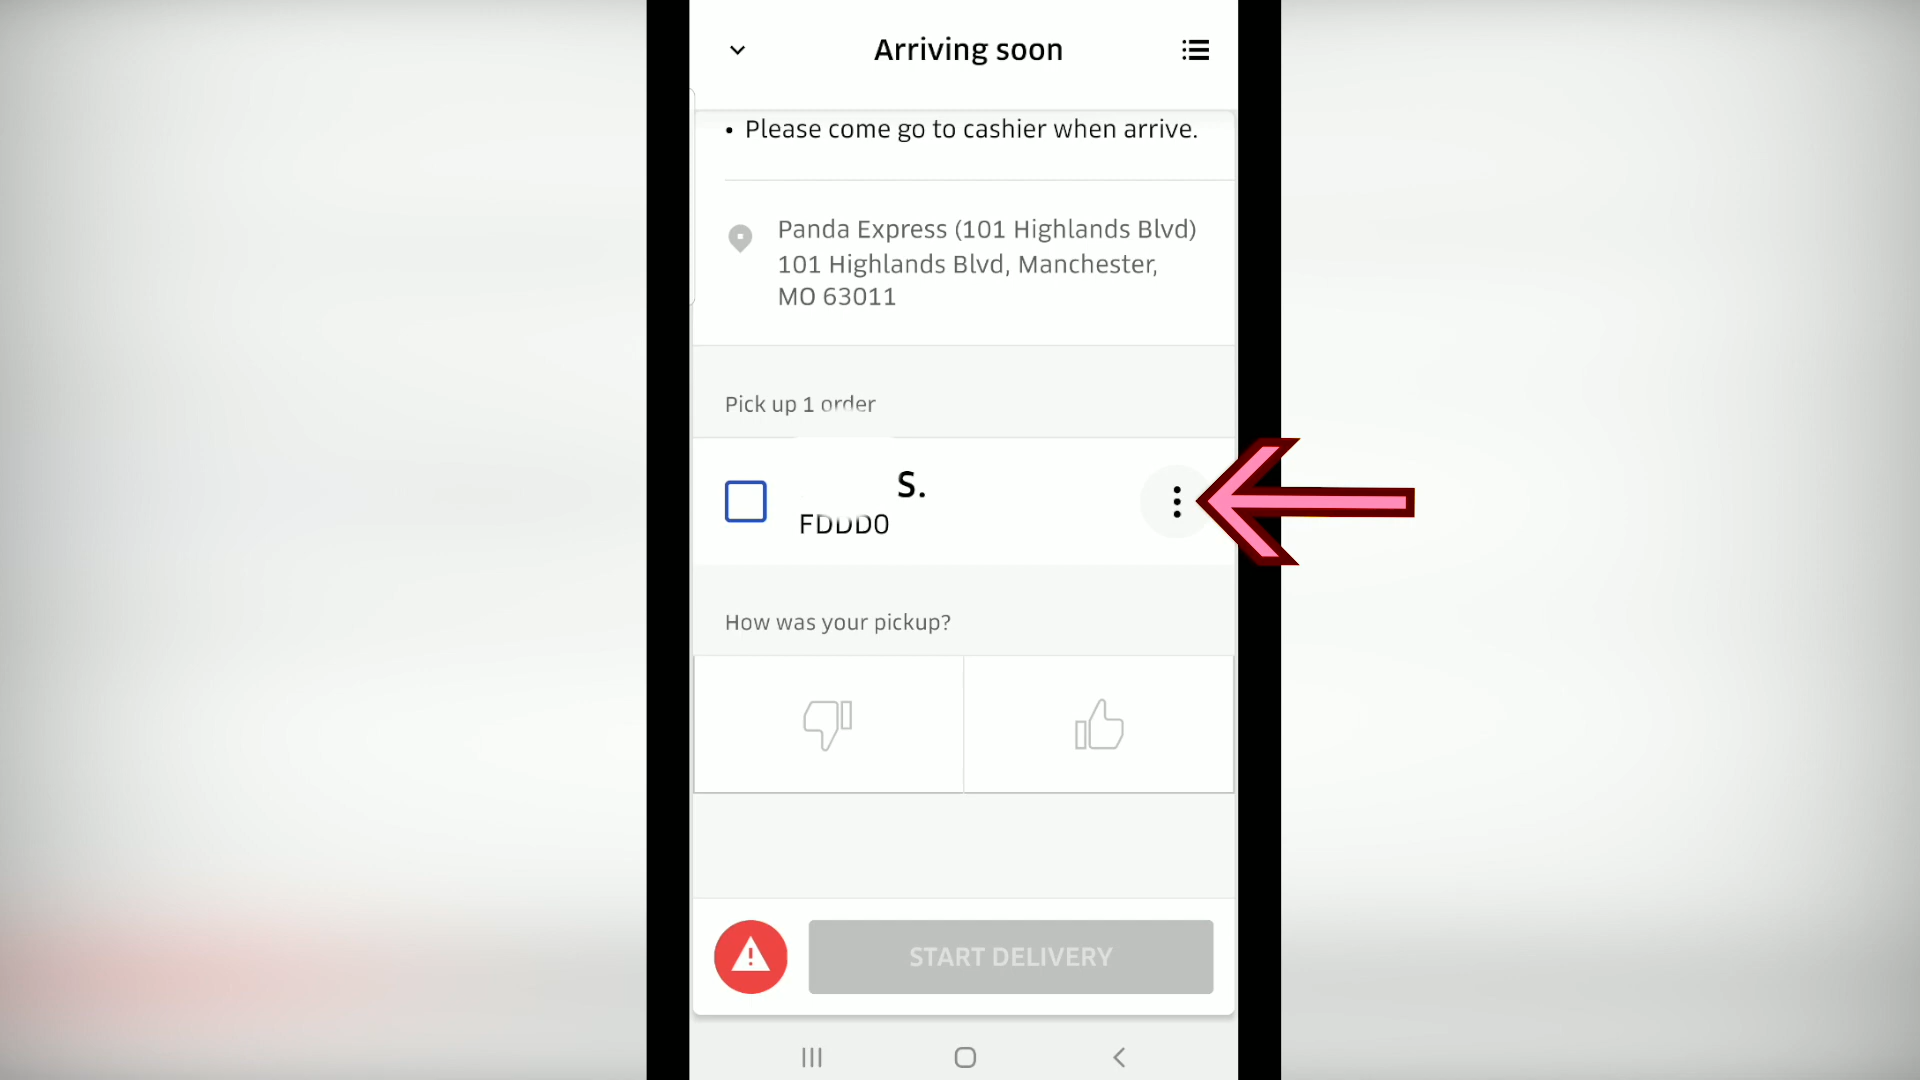 Arriving soon
• Please come go to cashier when arrive.
Panda Express (101 Highlands Blvd)
101 Highlands Blvd, Manchester,
MO 63011
Pick up 1 order
S.
FDDD0
How was your pickup?
START DELIVERY